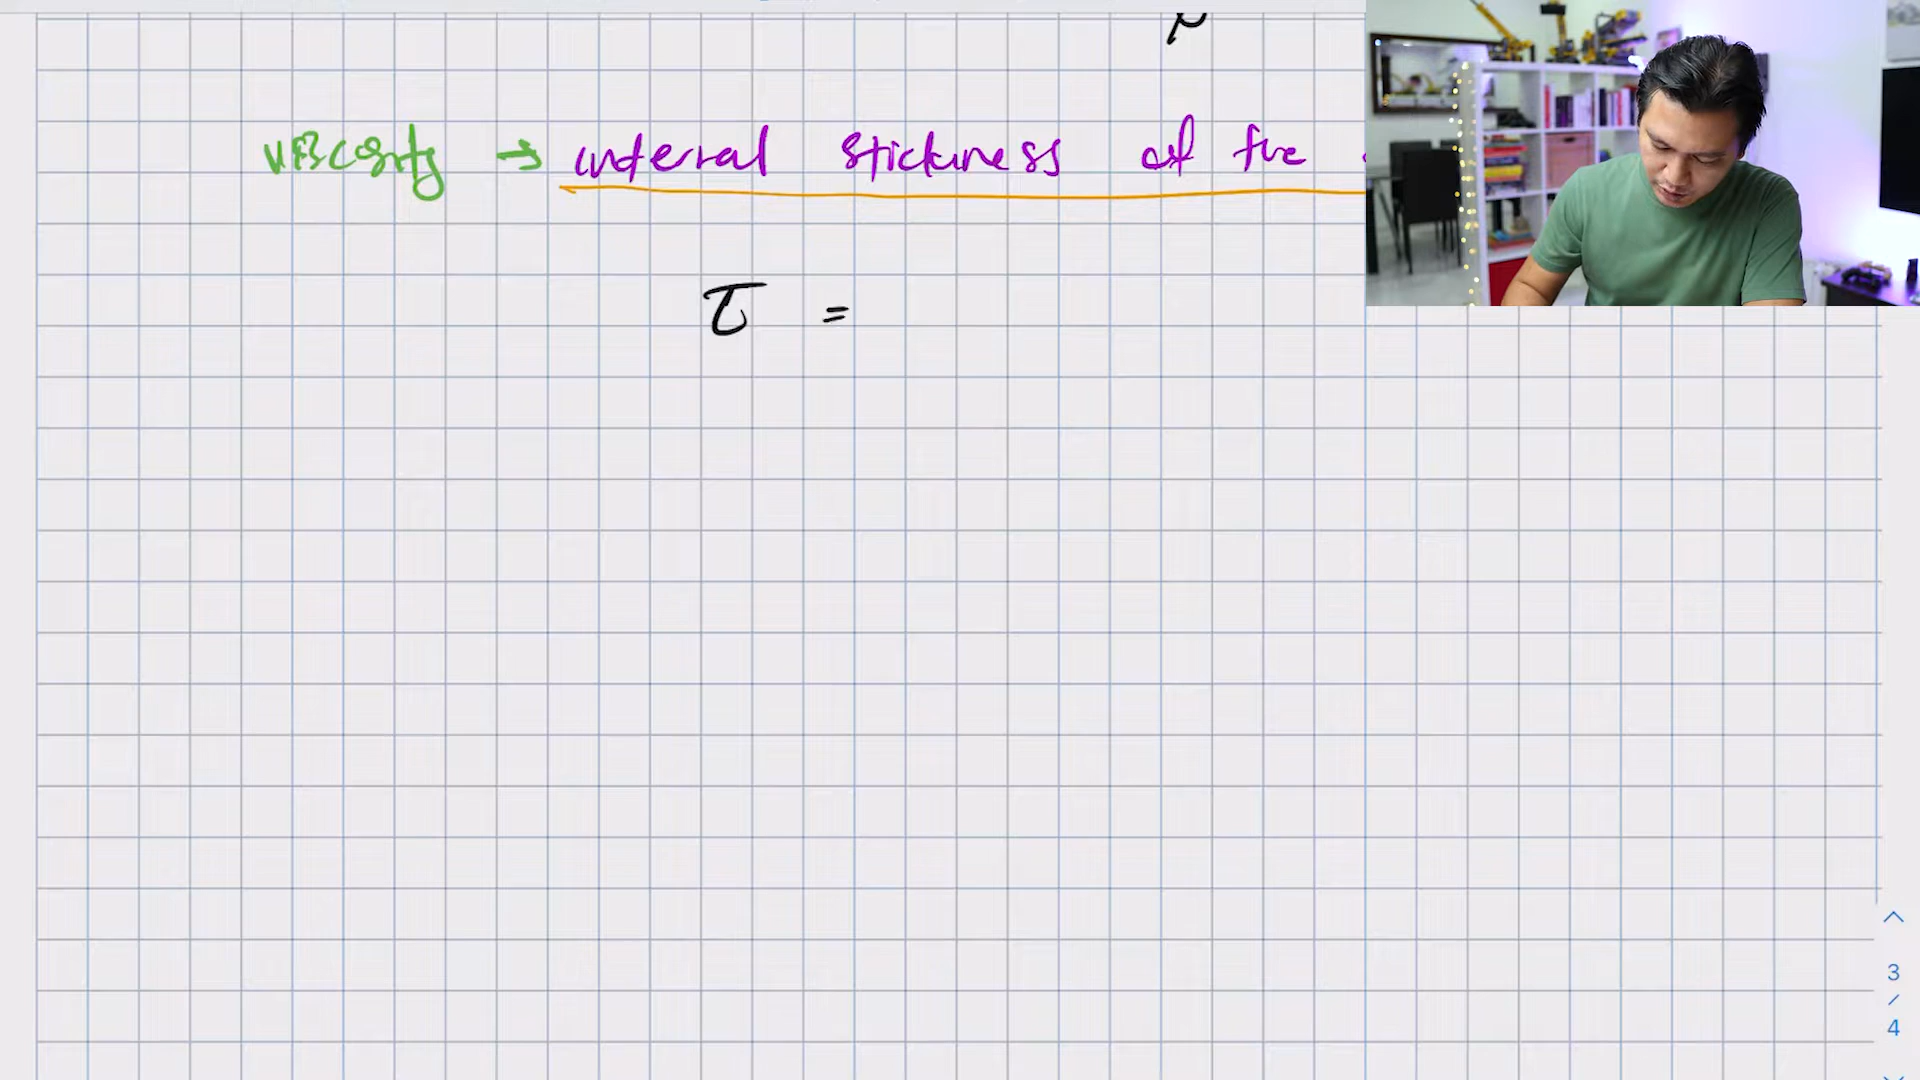 μ
viscosity → internal stickiness of the
τ =
3
/
4